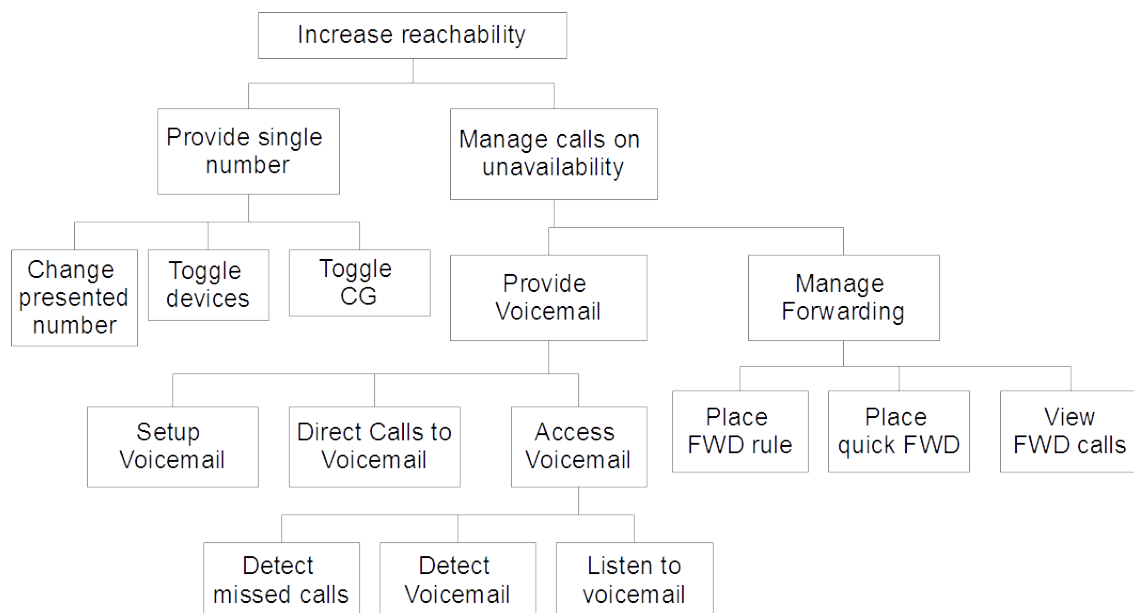 Increase reachability
Provide single
number
Manage calls on
unavailability
Change
presented
number
Toggle
devices
Toggle
CG
Provide
Voicemail
Manage
Forwarding
Setup
Voicemail
Direct Calls to
Voicemail
Access
Voicemail
Place
FWD rule
Place
quick FWD
View
FWD calls
Detect
missed calls
Detect
Voicemail
Listen to
voicemail